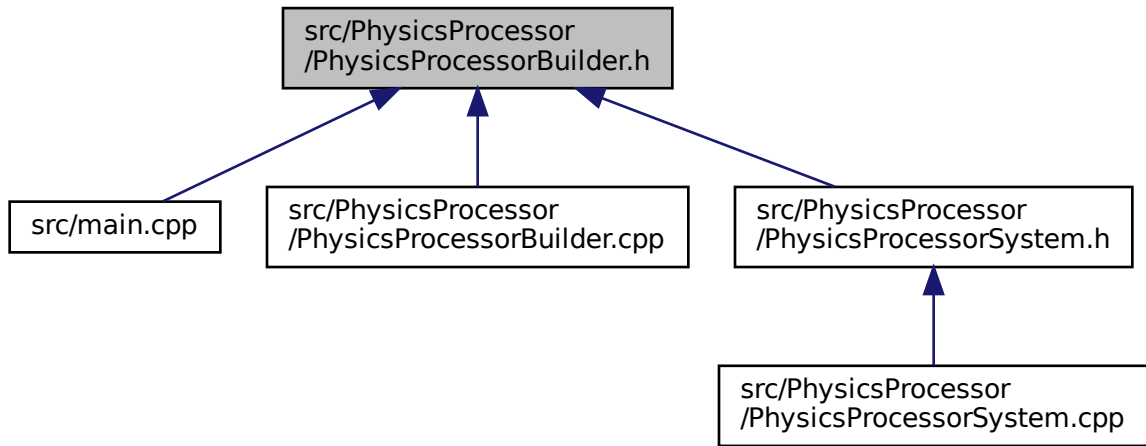 src/PhysicsProcessor
/PhysicsProcessorBuilder.h
src/main.cpp
src/PhysicsProcessor
/PhysicsProcessorBuilder.cpp
src/PhysicsProcessor
/PhysicsProcessorSystem.h
src/PhysicsProcessor
/PhysicsProcessorSystem.cpp